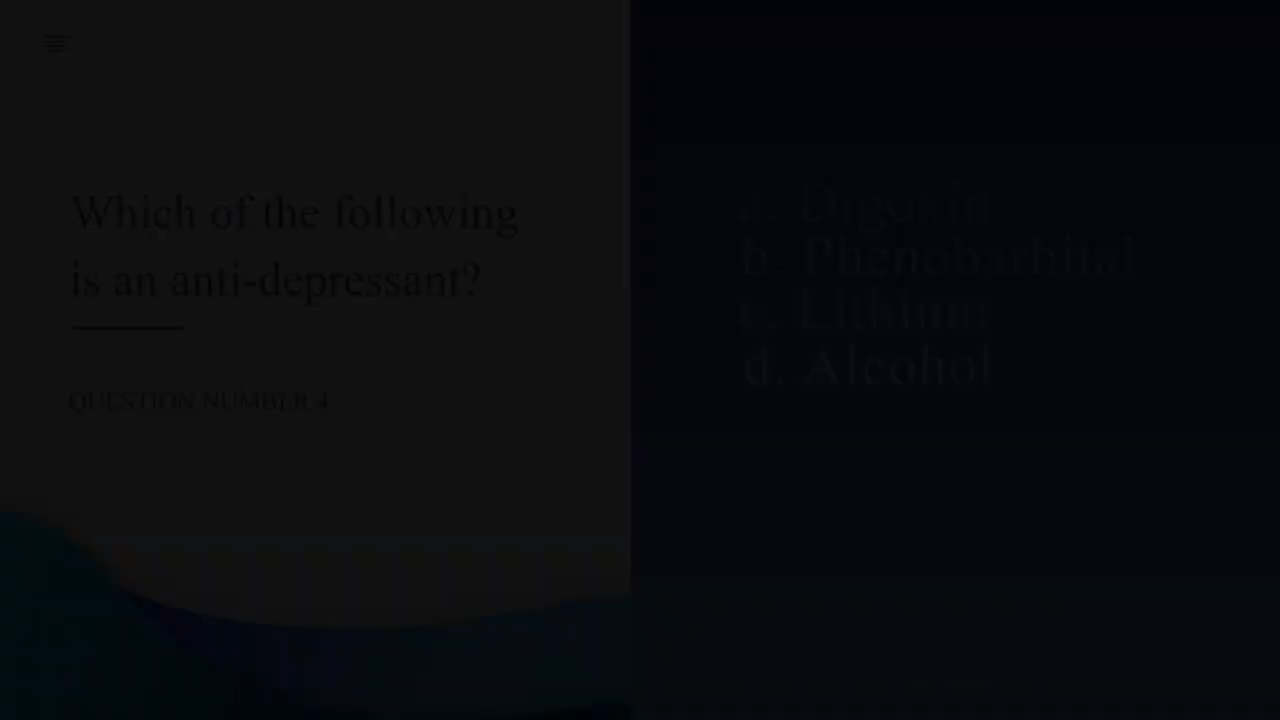 Which of the following
is an anti-depressant?
QUESTION NUMBER 4
a. Digoxin
b. Phenobarbital
c. Lithium
d. Alcohol